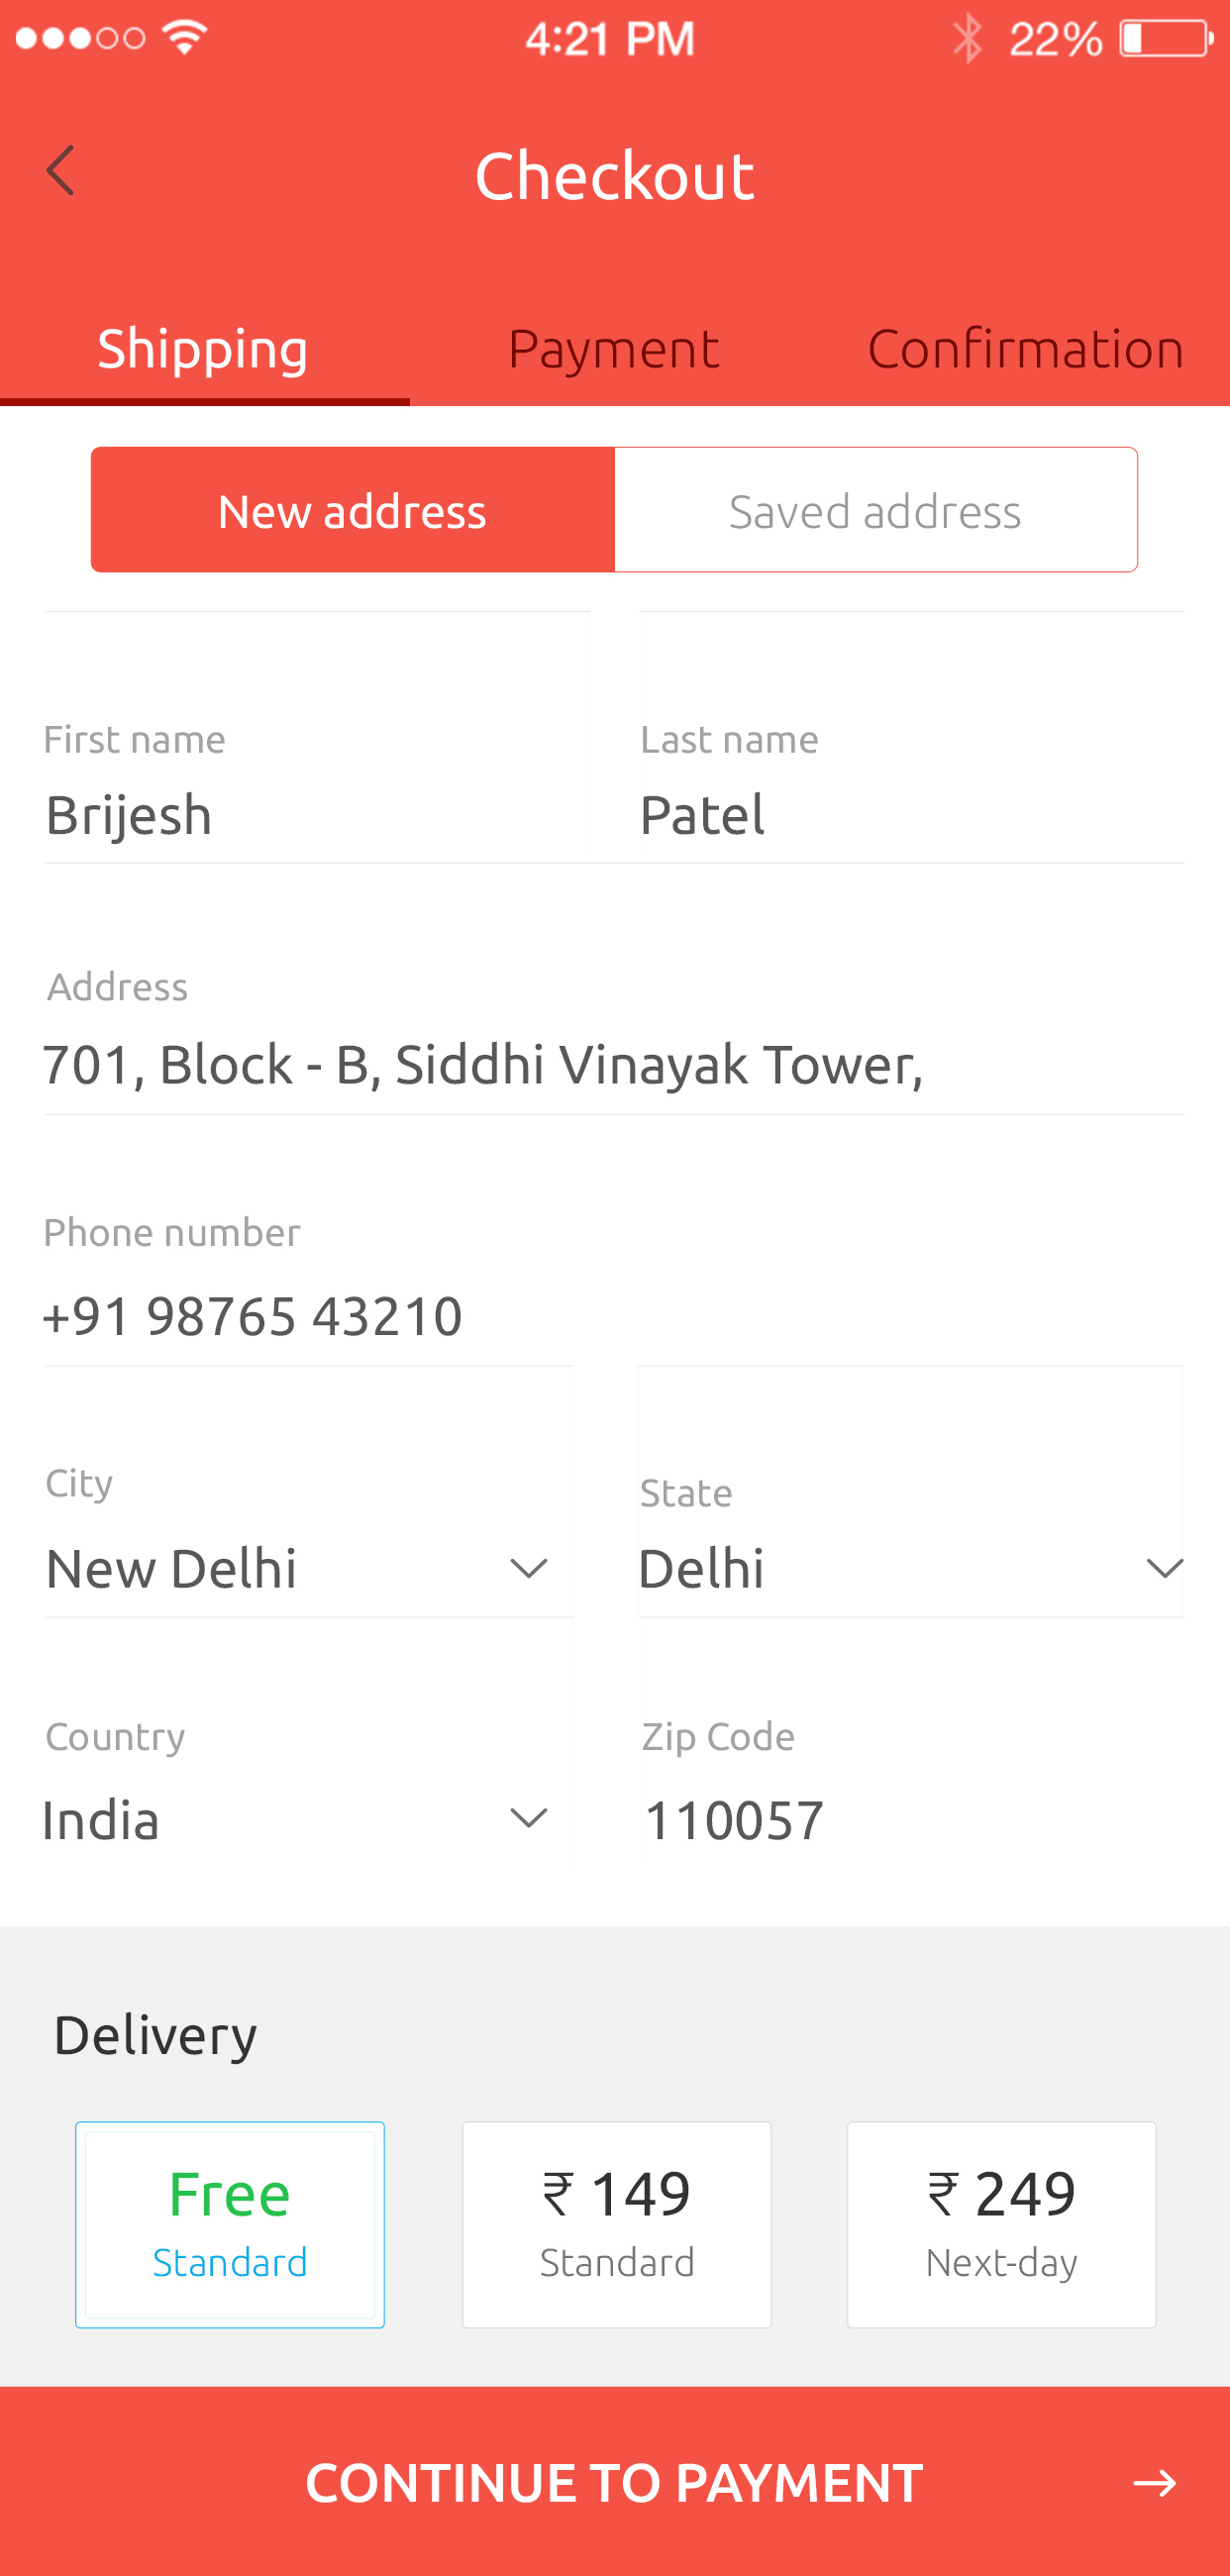 4:21 PM 22%
Checkout
Shipping Payment Confirmation
New address Saved address
First name Last name
Brijesh Patel
Address
701, Block - B, Siddhi Vinayak Tower,
Phone number
+91 98765 43210
City State
New Delhi Delhi
Country Zip Code
India 110057
Delivery
Free ₹ 149 ₹ 249
Standard Standard Next-day
CONTINUE TO PAYMENT